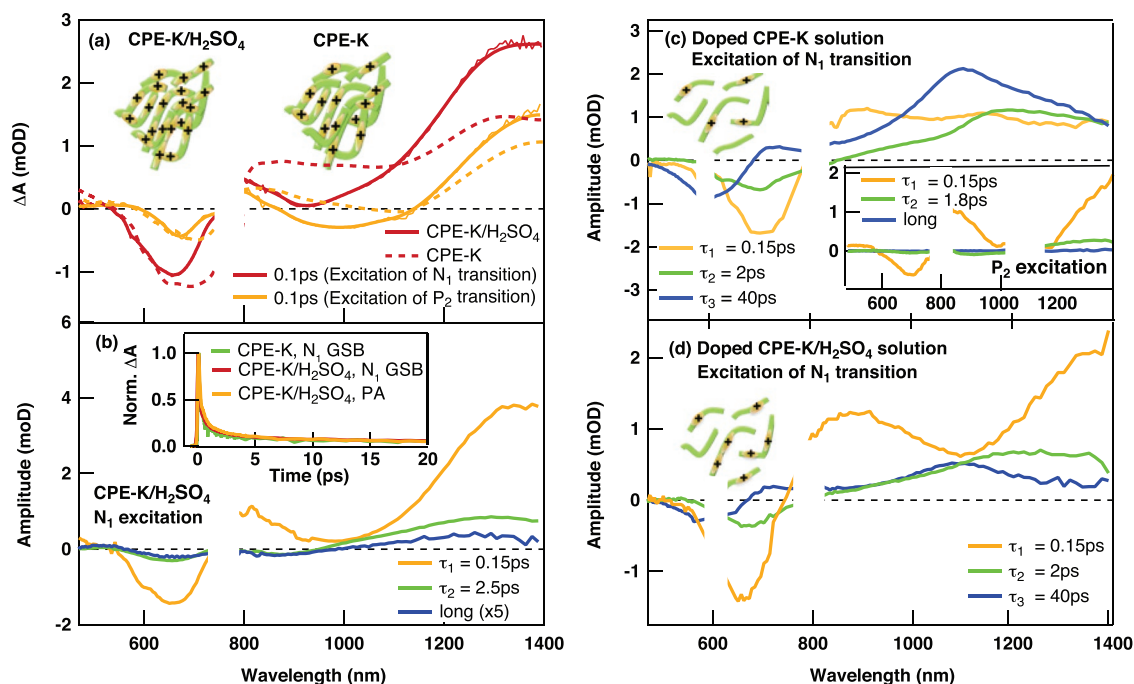 (a)
CPE-K/H₂SO₄
CPE-K
3
2
1
0
-1
6
ΔA (mOD)
CPE-K/H₂SO₄
CPE-K
0.1ps (Excitation of N₁ transition)
0.1ps (Excitation of P₂ transition)
(b)
Norm. ΔA
1.0
0.5
0.0
CPE-K, N₁ GSB
CPE-K/H₂SO₄, N₁ GSB
CPE-K/H₂SO₄, PA
0
5
10
15
20
Time (ps)
4
2
0
-2
Amplitude (moD)
CPE-K/H₂SO₄
N₁ excitation
τ₁ = 0.15ps
τ₂ = 2.5ps
long (x5)
600
800
1000
1200
1400
Wavelength (nm)
(c) Doped CPE-K solution
Excitation of N₁ transition
3
2
1
0
-1
-2
-3
Amplitude (mOD)
τ₁ = 0.15ps
τ₂ = 2ps
τ₃ = 40ps
2
1
0
τ₁ = 0.15ps
τ₂ = 1.8ps
long
P₂ excitation
600
800
1000
1200
(d) Doped CPE-K/H₂SO₄ solution
Excitation of N₁ transition
2
1
0
-1
Amplitude (mOD)
τ₁ = 0.15ps
τ₂ = 2ps
τ₃ = 40ps
600
800
1000
1200
1400
Wavelength (nm)